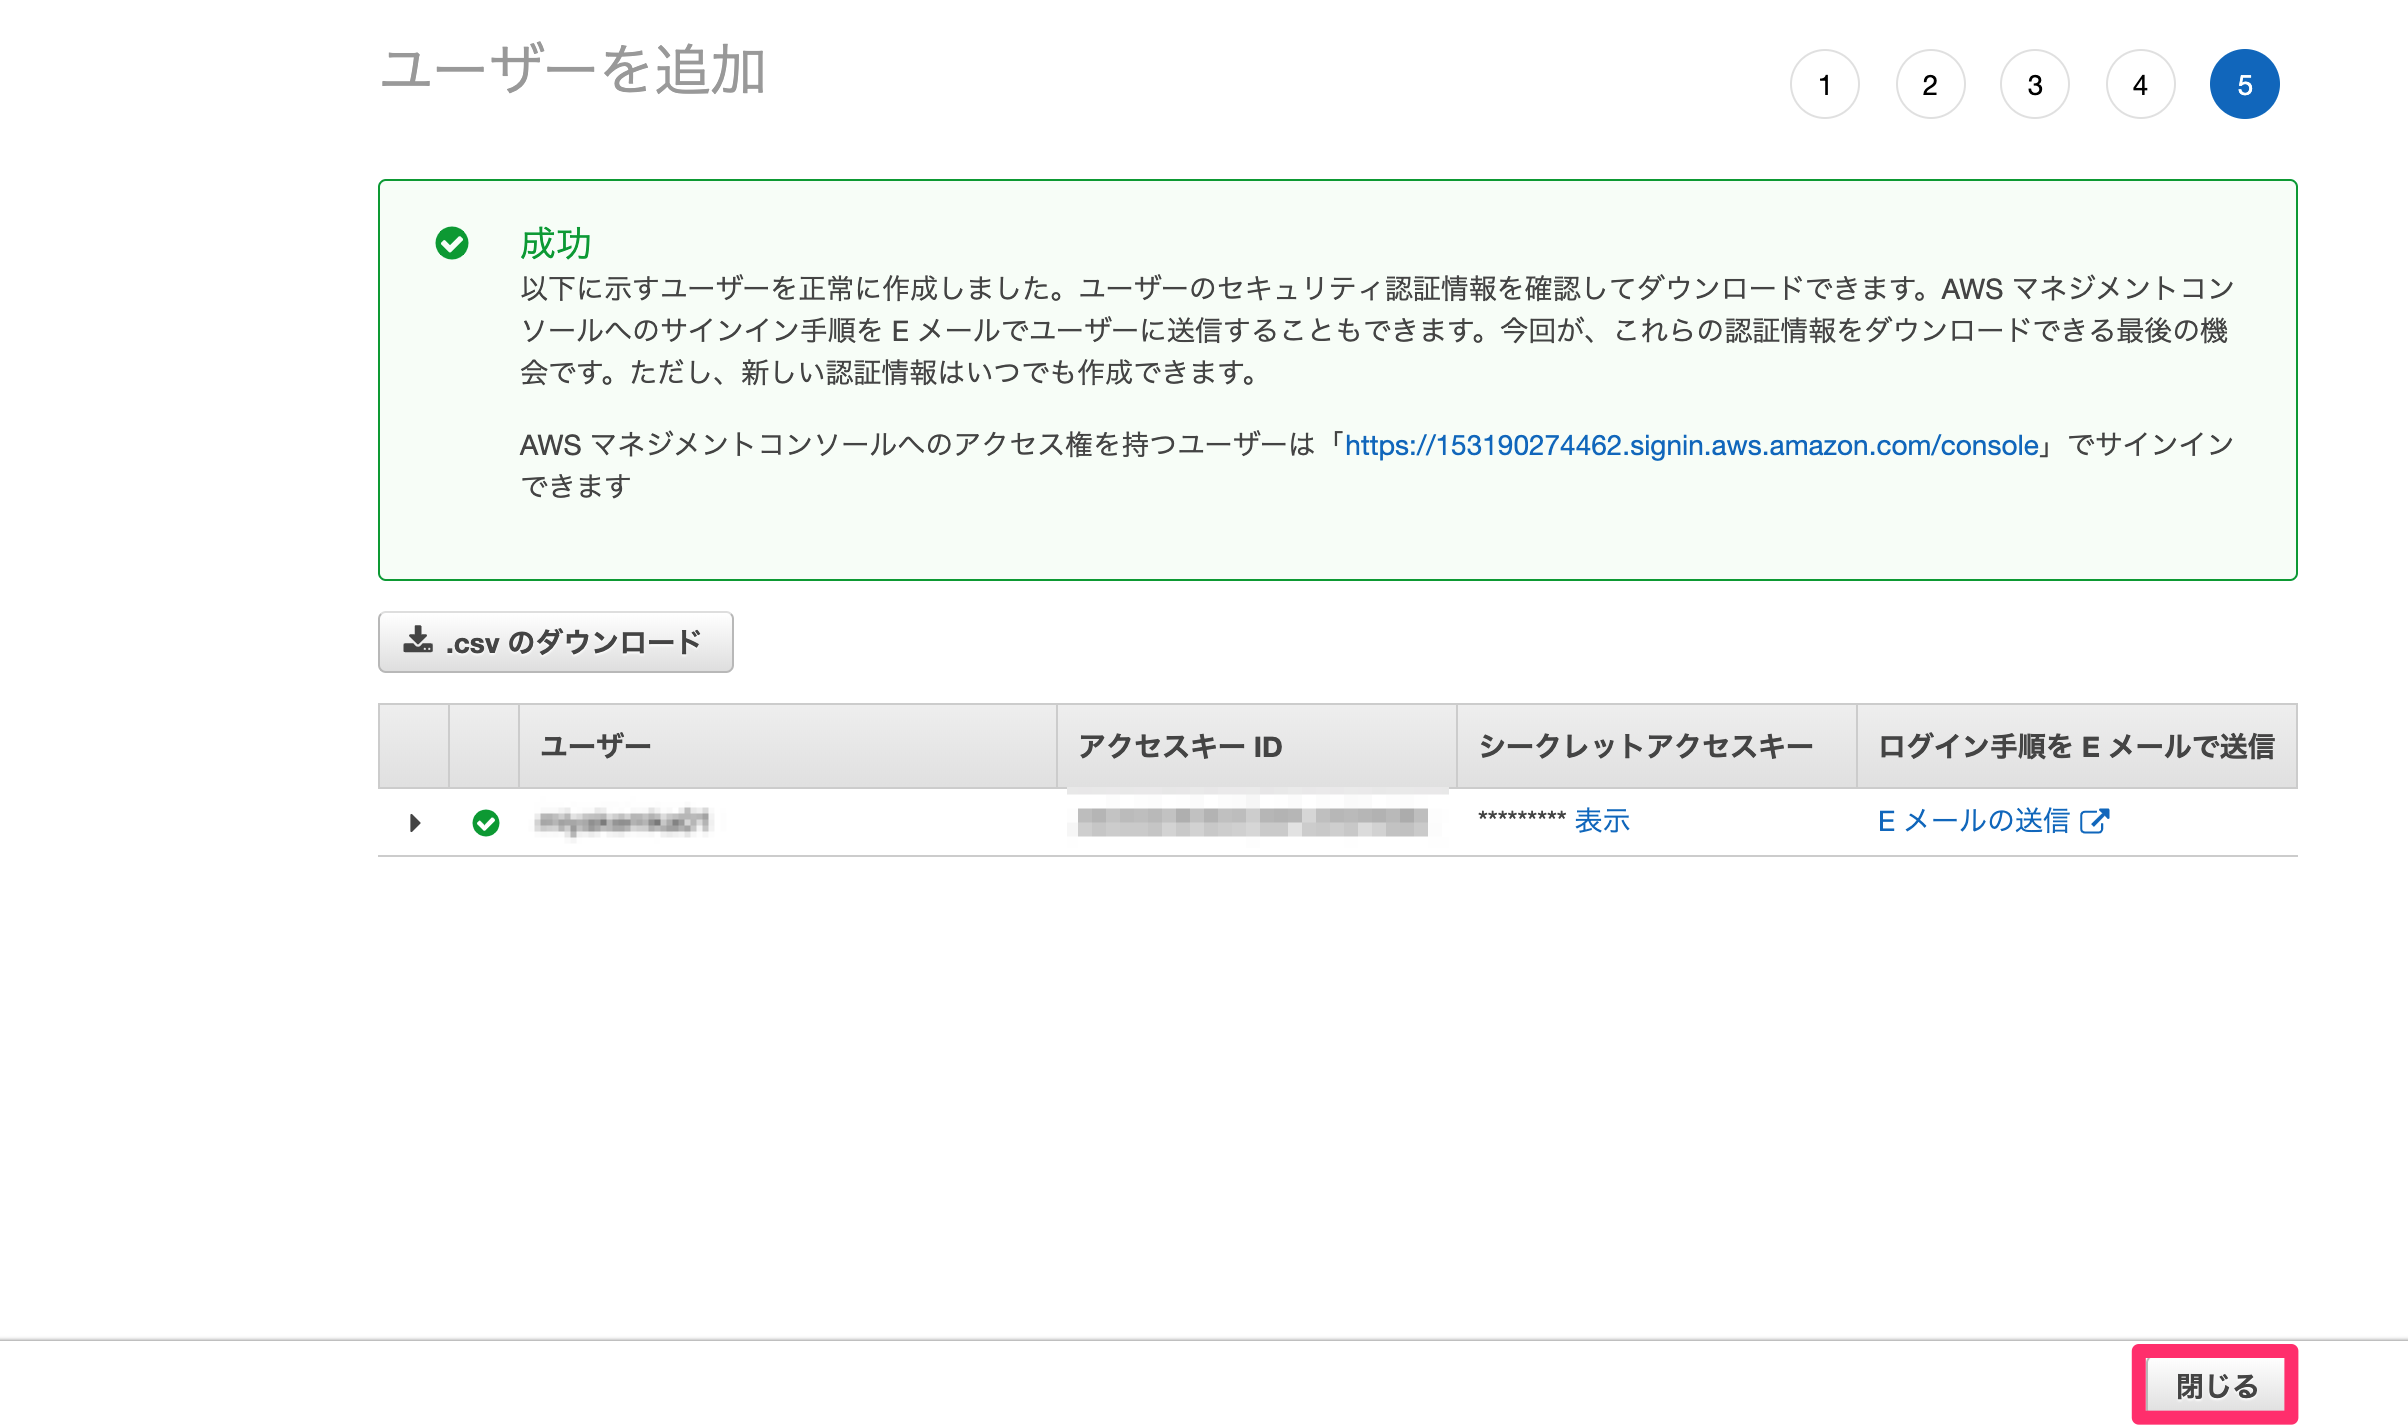 ユーザーを追加
1 2 3 4 5
成功
以下に示すユーザーを正常に作成しました。ユーザーのセキュリティ認証情報を確認してダウンロードできます。AWS マネジメントコン
ソールへのサインイン手順を E メールでユーザーに送信することもできます。今回が、これらの認証情報をダウンロードできる最後の機
会です。ただし、新しい認証情報はいつでも作成できます。
AWS マネジメントコンソールへのアクセス権を持つユーザーは「https://153190274462.signin.aws.amazon.com/console」でサインイン
できます
.csv のダウンロード
ユーザー アクセスキー ID シークレットアクセスキー ログイン手順を E メールで送信
********* 表示 E メールの送信
閉じる